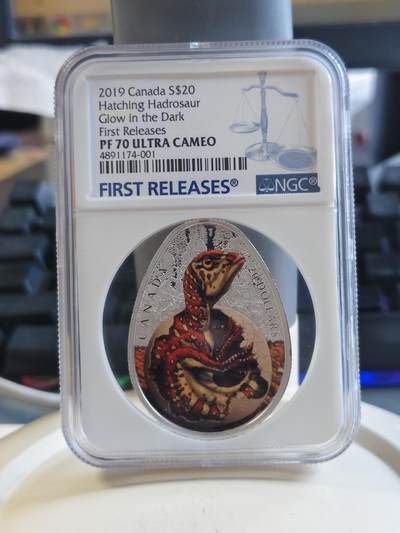 2019 Canada S$20
Hatching Hadrosaur
Glow in the Dark
First Releases
PF 70 ULTRA CAMEO
4891174-001
FIRST RELEASES®
NGC®
CANADA
20 DOLLARS